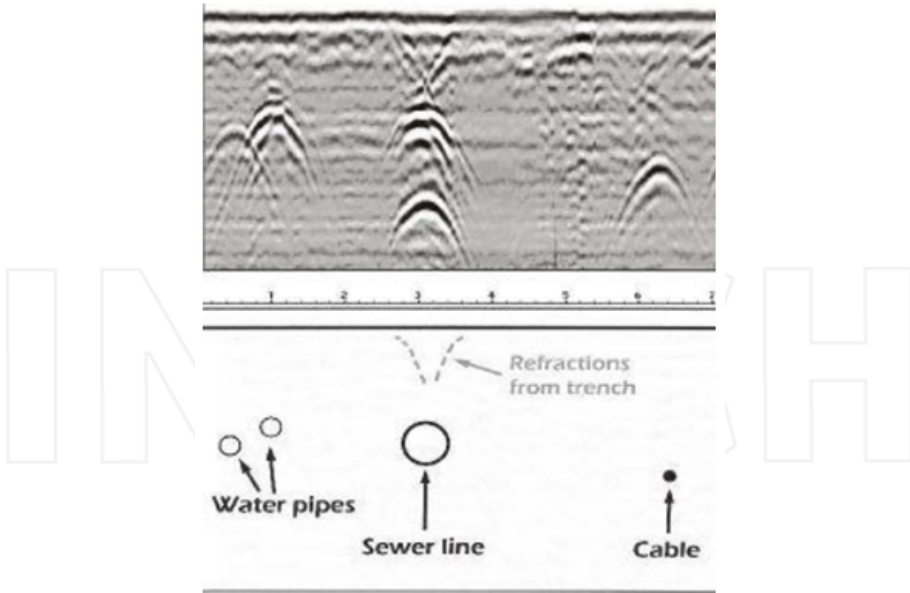 1 2 3 4 5 6 7
Refractions
from trench
Water pipes
Sewer line
Cable